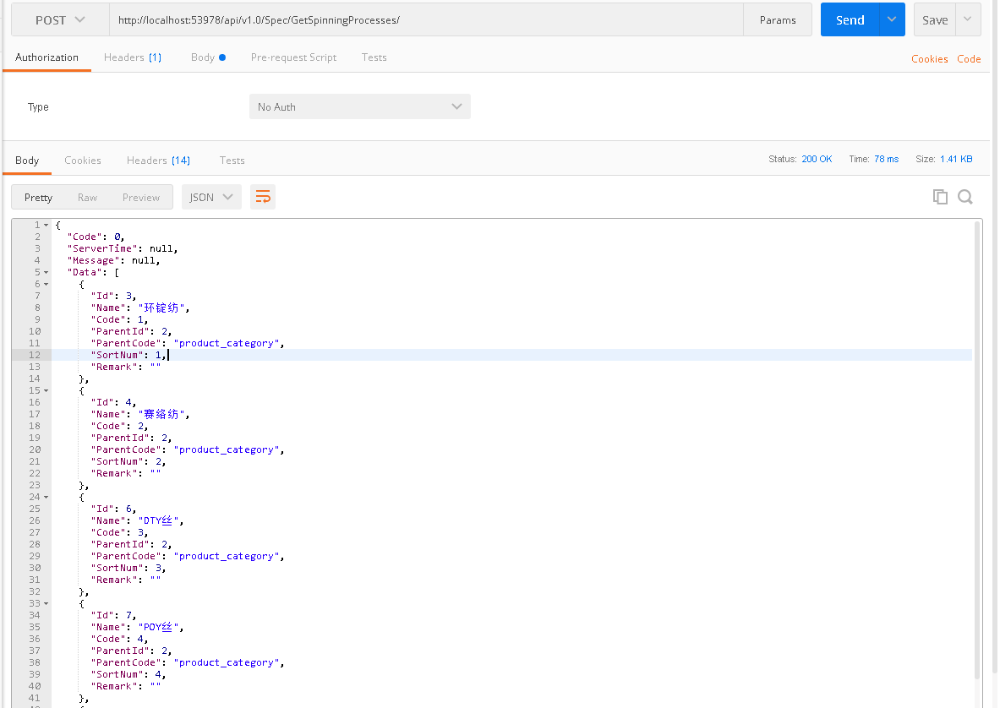 POST http://localhost:53978/api/v1.0/Spec/GetSpinningProcesses/ Params Send Save
Authorization Headers (1) Body Pre-request Script Tests Cookies Code
Type No Auth
Body Cookies Headers (14) Tests Status: 200 OK Time: 78 ms Size: 1.41 KB
Pretty Raw Preview JSON
1 {
2 "Code": 0,
3 "ServerTime": null,
4 "Message": null,
5 "Data": [
6 {
7 "Id": 3,
8 "Name": "环锭纺",
9 "Code": 1,
10 "ParentId": 2,
11 "ParentCode": "product_category",
12 "SortNum": 1,
13 "Remark": ""
14 },
15 {
16 "Id": 4,
17 "Name": "赛络纺",
18 "Code": 2,
19 "ParentId": 2,
20 "ParentCode": "product_category",
21 "SortNum": 2,
22 "Remark": ""
23 },
24 {
25 "Id": 6,
26 "Name": "DTY丝",
27 "Code": 3,
28 "ParentId": 2,
29 "ParentCode": "product_category",
30 "SortNum": 3,
31 "Remark": ""
32 },
33 {
34 "Id": 7,
35 "Name": "POY丝",
36 "Code": 4,
37 "ParentId": 2,
38 "ParentCode": "product_category",
39 "SortNum": 4,
40 "Remark": ""
41 },